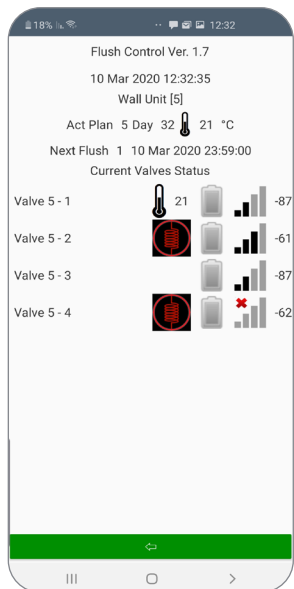 18% 12:32
Flush Control Ver. 1.7
10 Mar 2020 12:32:35
Wall Unit [5]
Act Plan 5 Day 32 21 °C
Next Flush 1 10 Mar 2020 23:59:00
Current Valves Status
Valve 5 - 1 21 -87
Valve 5 - 2 -61
Valve 5 - 3 -87
Valve 5 - 4 -62